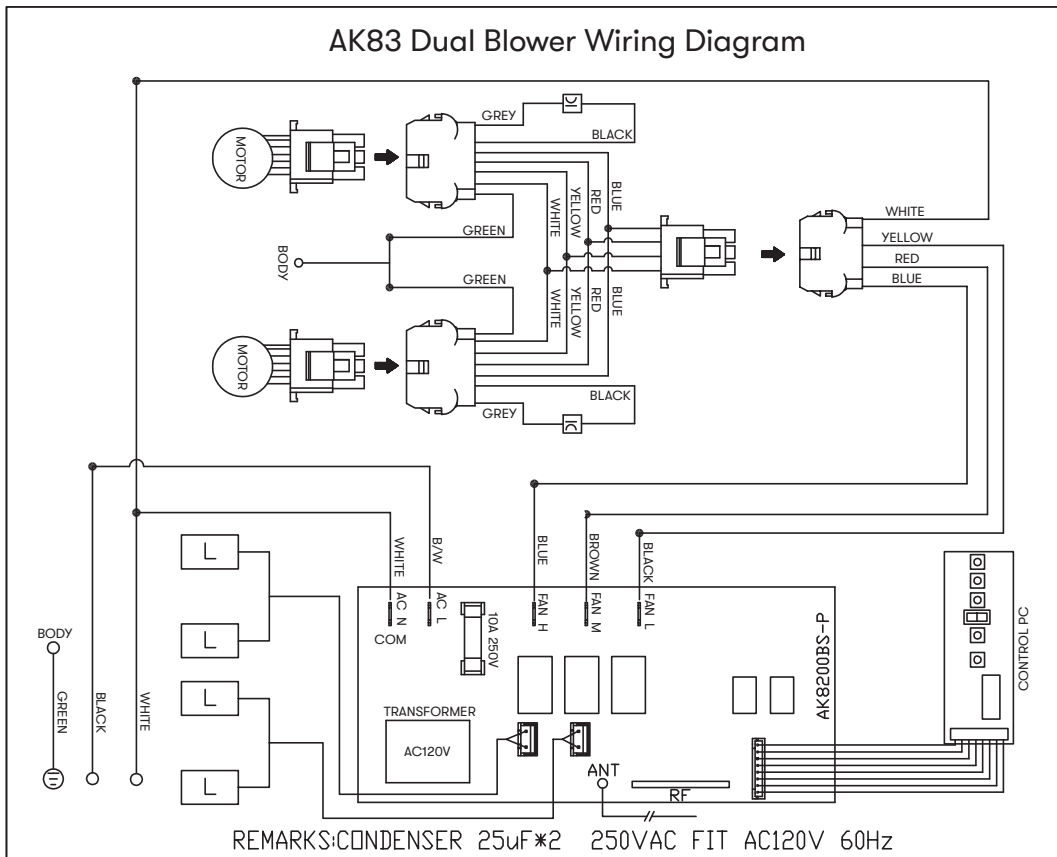 AK83 Dual Blower Wiring Diagram
GREY
BLACK
MOTOR
WHITE
YELLOW
RED
BLUE
GREEN
BODY
GREEN
WHITE
YELLOW
RED
BLUE
WHITE
YELLOW
RED
BLUE
MOTOR
BLACK
GREY
WHITE
AC N
COM
B/W
AC L
10A 250V
BLUE
FAN H
BROWN
FAN M
BLACK
FAN L
AK8200BS-P
CONTROL PC
L
L
L
L
BODY
GREEN
BLACK
WHITE
TRANSFORMER
AC120V
ANT
RF
REMARKS:CONDENSER 25uF*2 250VAC FIT AC120V 60Hz